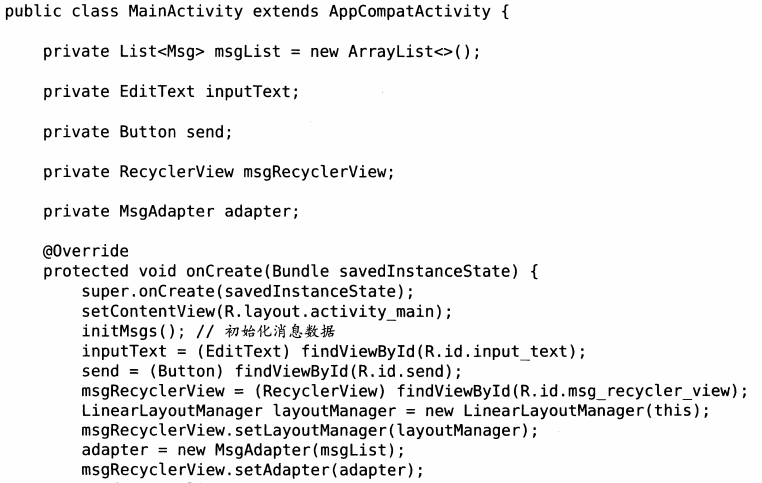 public class MainActivity extends AppCompatActivity {
private List<Msg> msgList = new ArrayList<>();
private EditText inputText;
private Button send;
private RecyclerView msgRecyclerView;
private MsgAdapter adapter;
@Override
protected void onCreate(Bundle savedInstanceState) {
super.onCreate(savedInstanceState);
setContentView(R.layout.activity_main);
initMsgs(); // 初始化消息数据
inputText = (EditText) findViewById(R.id.input_text);
send = (Button) findViewById(R.id.send);
msgRecyclerView = (RecyclerView) findViewById(R.id.msg_recycler_view);
LinearLayoutManager layoutManager = new LinearLayoutManager(this);
msgRecyclerView.setLayoutManager(layoutManager);
adapter = new MsgAdapter(msgList);
msgRecyclerView.setAdapter(adapter);